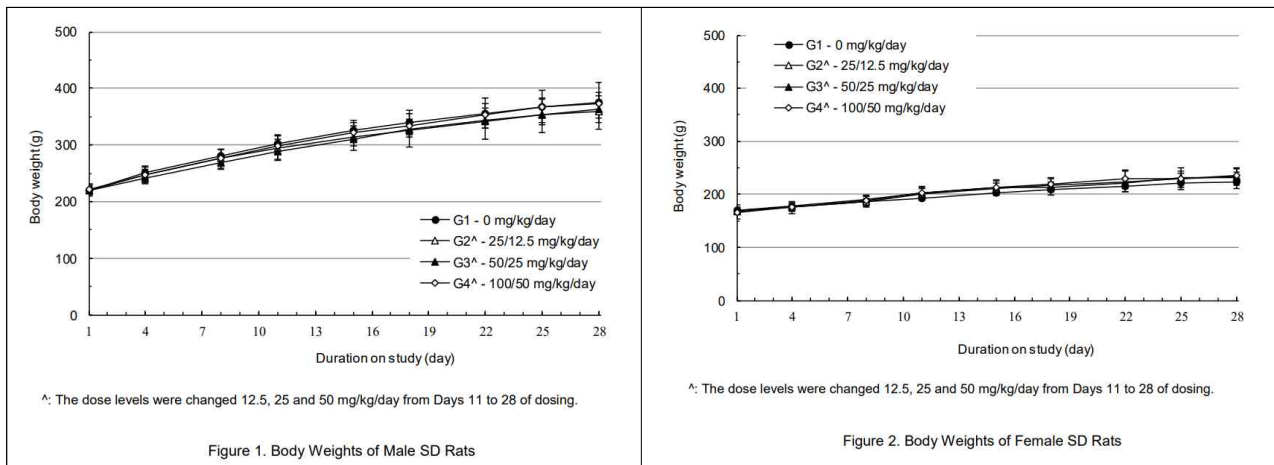 500
400
300
200
100
0
Body weight (g)
G1 - 0 mg/kg/day
G2^ - 25/12.5 mg/kg/day
G3^ - 50/25 mg/kg/day
G4^ - 100/50 mg/kg/day
1 4 7 10 13 16 19 22 25 28
Duration on study (day)
^: The dose levels were changed 12.5, 25 and 50 mg/kg/day from Days 11 to 28 of dosing.
Figure 1. Body Weights of Male SD Rats
500
400
300
200
100
0
Body weight (g)
G1 - 0 mg/kg/day
G2^ - 25/12.5 mg/kg/day
G3^ - 50/25 mg/kg/day
G4^ - 100/50 mg/kg/day
1 4 7 10 13 16 19 22 25 28
Duration on study (day)
^: The dose levels were changed 12.5, 25 and 50 mg/kg/day from Days 11 to 28 of dosing.
Figure 2. Body Weights of Female SD Rats